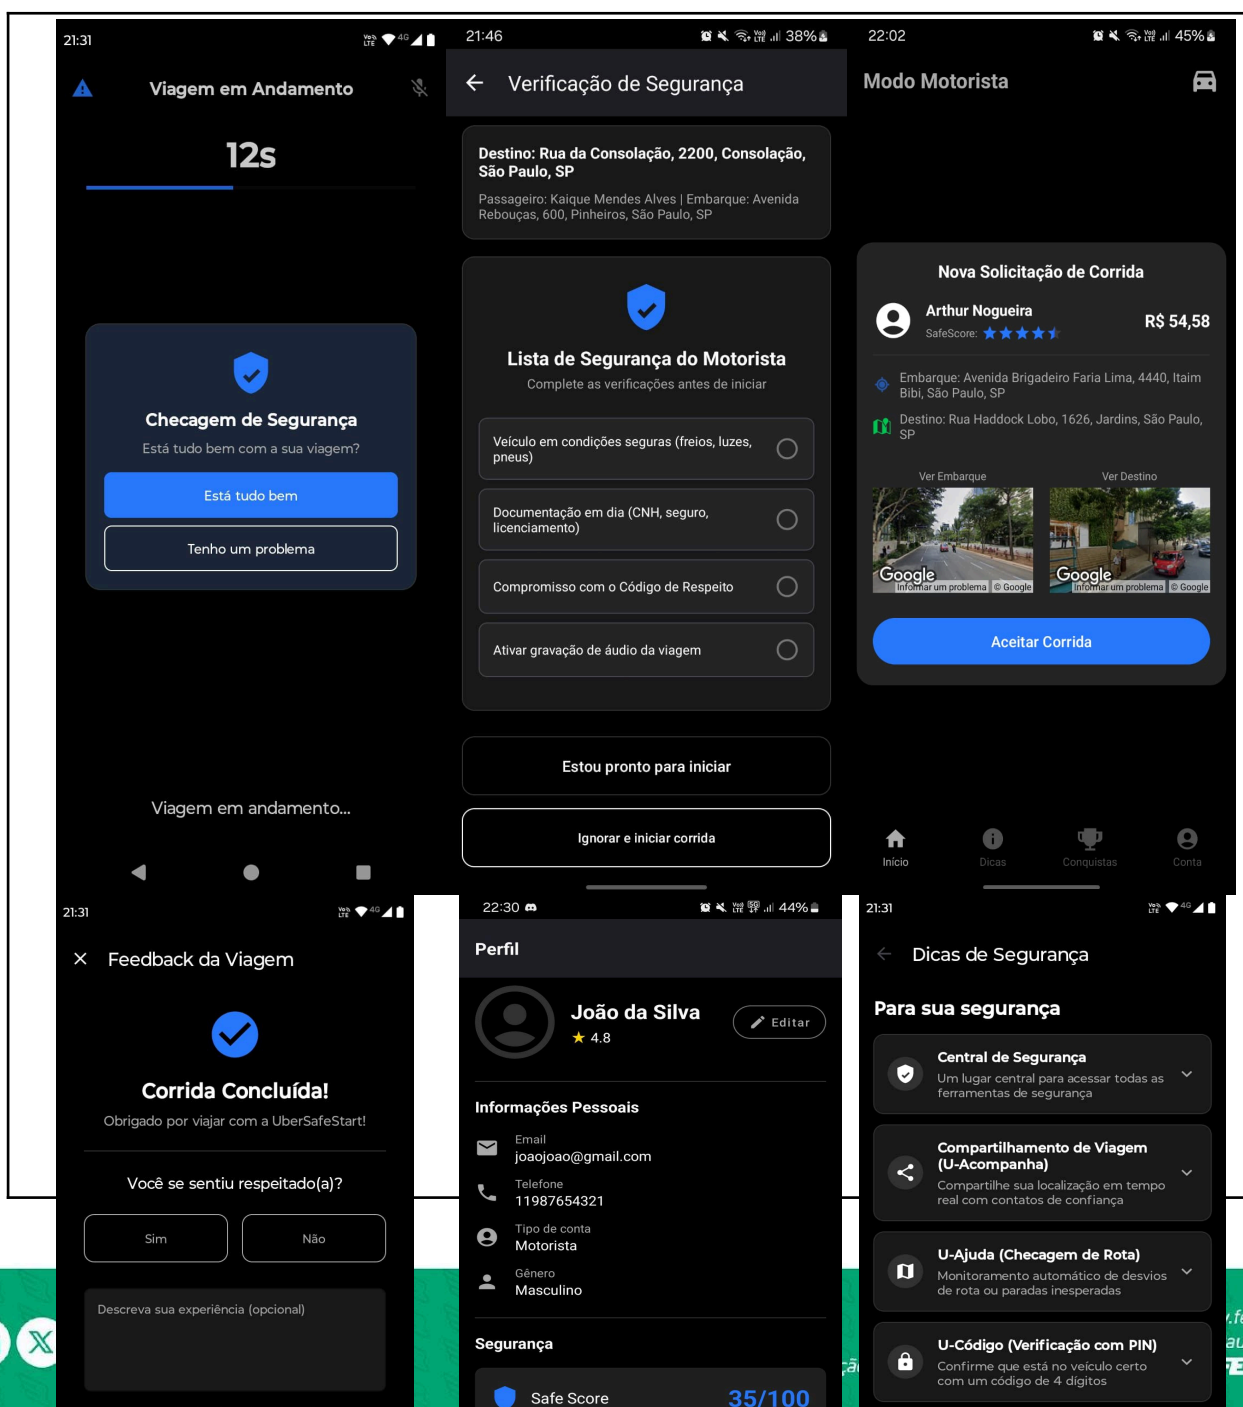 21:31
4G
Viagem em Andamento
12s
Checagem de Segurança
Está tudo bem com a sua viagem?
Está tudo bem
Tenho um problema
Viagem em andamento...
21:46
38%
Verificação de Segurança
Destino: Rua da Consolação, 2200, Consolação,
São Paulo, SP
Passageiro: Kaique Mendes Alves | Embarque: Avenida
Rebouças, 600, Pinheiros, São Paulo, SP
Lista de Segurança do Motorista
Complete as verificações antes de iniciar
Veículo em condições seguras (freios, luzes,
pneus)
Documentação em dia (CNH, seguro,
licenciamento)
Compromisso com o Código de Respeito
Ativar gravação de áudio da viagem
Estou pronto para iniciar
Ignorar e iniciar corrida
22:02
45%
Modo Motorista
Nova Solicitação de Corrida
Arthur Nogueira
SafeScore:
R$ 54,58
Embarque: Avenida Brigadeiro Faria Lima, 4440, Itaim
Bibi, São Paulo, SP
Destino: Rua Haddock Lobo, 1626, Jardins, São Paulo,
SP
Ver Embarque
Ver Destino
Google
Informar um problema © Google
Google
Informar um problema © Google
Aceitar Corrida
Início
Dicas
Conquistas
Conta
21:31
4G
Feedback da Viagem
Corrida Concluída!
Obrigado por viajar com a UberSafeStart!
Você se sentiu respeitado(a)?
Sim
Não
Descreva sua experiência (opcional)
22:30
44%
Perfil
João da Silva
4.8
Editar
Informações Pessoais
Email
joaojoao@gmail.com
Telefone
11987654321
Tipo de conta
Motorista
Gênero
Masculino
Segurança
Safe Score
35/100
21:31
4G
Dicas de Segurança
Para sua segurança
Central de Segurança
Um lugar central para acessar todas as
ferramentas de segurança
Compartilhamento de Viagem
(U-Acompanha)
Compartilhe sua localização em tempo
real com contatos de confiança
U-Ajuda (Checagem de Rota)
Monitoramento automático de desvios
de rota ou paradas inesperadas
U-Código (Verificação com PIN)
Confirme que está no veículo certo
com um código de 4 dígitos